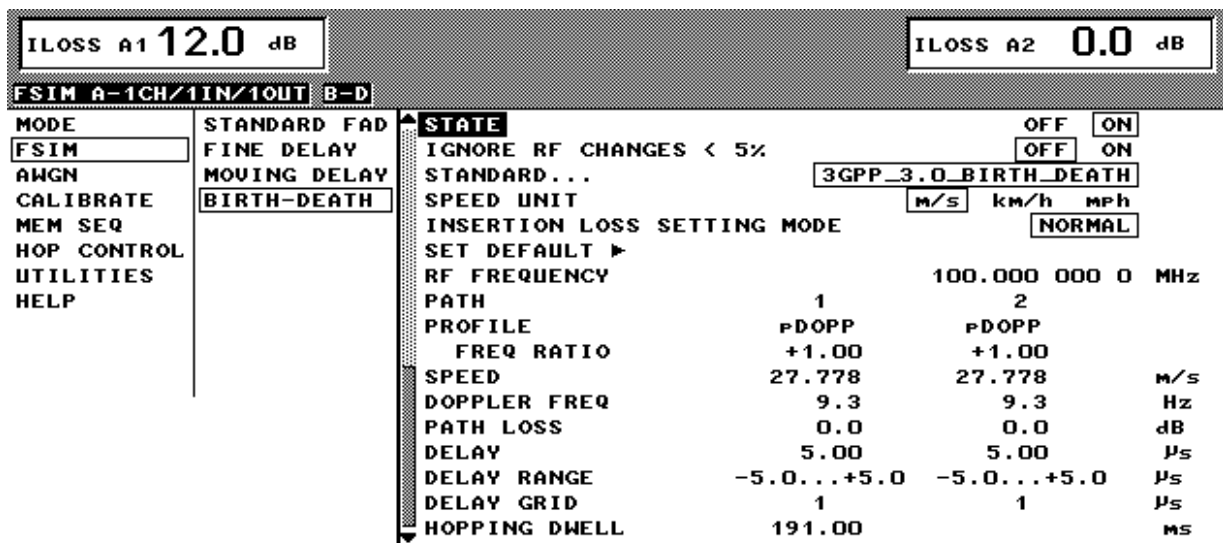 ILOSS A1 12.0 dB
ILOSS A2 0.0 dB
FSIM A-1CH/1IN/1OUT B-D
MODE
FSIM
AWGN
CALIBRATE
MEM SEQ
HOP CONTROL
UTILITIES
HELP
STANDARD FAD
FINE DELAY
MOVING DELAY
BIRTH-DEATH
STATE OFF ON
IGNORE RF CHANGES < 5% OFF ON
STANDARD... 3GPP_3.0_BIRTH_DEATH
SPEED UNIT m/s km/h mph
INSERTION LOSS SETTING MODE NORMAL
SET DEFAULT ►
RF FREQUENCY 100.000 000 0 MHz
PATH 1 2
PROFILE pDOPP pDOPP
FREQ RATIO +1.00 +1.00
SPEED 27.778 27.778 m/s
DOPPLER FREQ 9.3 9.3 Hz
PATH LOSS 0.0 0.0 dB
DELAY 5.00 5.00 µs
DELAY RANGE -5.0...+5.0 -5.0...+5.0 µs
DELAY GRID 1 1 µs
HOPPING DWELL 191.00 ms